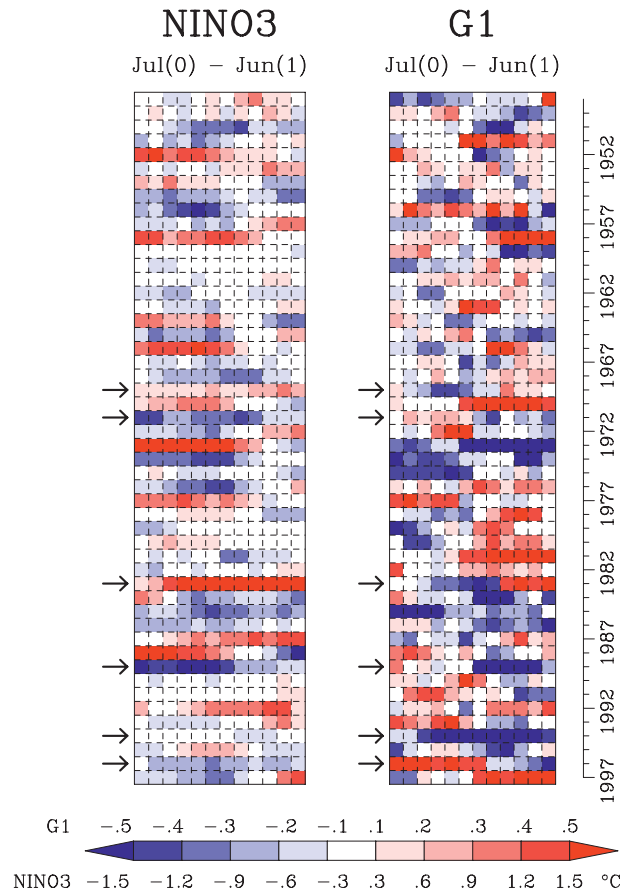 NINO3 G1
Jul(0) – Jun(1) Jul(0) – Jun(1)
1952
1957
1962
1967
1972
1977
1982
1987
1992
1997
G1 −.5 −.4 −.3 −.2 −.1 .1 .2 .3 .4 .5
NINO3 −1.5 −1.2 −.9 −.6 −.3 .3 .6 .9 1.2 1.5 °C